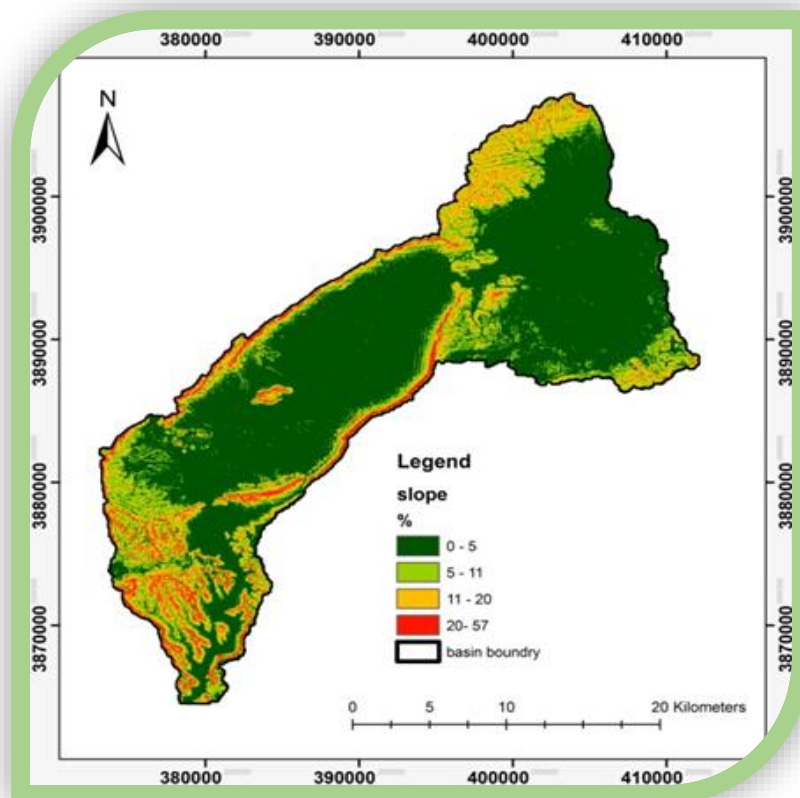 380000 390000 400000 410000
N
3900000 3900000
3890000 3890000
3880000 3880000
3870000 3870000
Legend
slope
%
0 - 5
5 - 11
11 - 20
20- 57
basin boundry
0 5 10 20 Kilometers
380000 390000 400000 410000